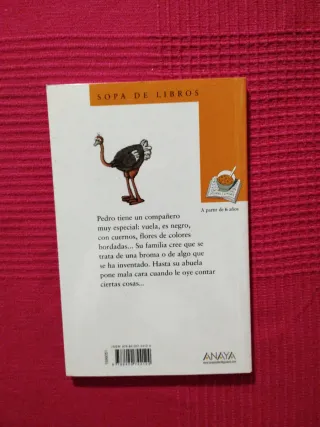 SOPA DE LIBROS
A partir de 6 años
Pedro tiene un compañero
muy especial: vuela, es negro,
con cuernos, flores de colores
bordadas... Su familia cree que se
trata de una broma o de algo que
se ha inventado. Hasta su abuela
pone mala cara cuando le oye contar
ciertas cosas...
ANAYA